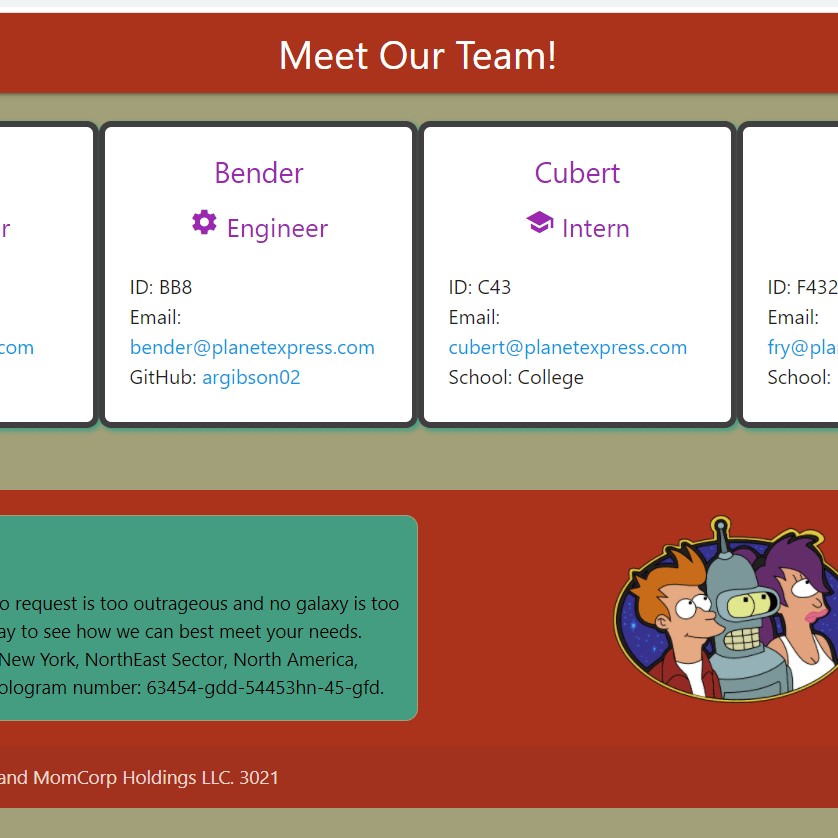 Meet Our Team!
r
com
Bender
Engineer
ID: BB8
Email:
bender@planetexpress.com
GitHub: argibson02
Cubert
Intern
ID: C43
Email:
cubert@planetexpress.com
School: College
ID: F432
Email:
fry@pla
School:
o request is too outrageous and no galaxy is too
ay to see how we can best meet your needs.
New York, NorthEast Sector, North America,
ologram number: 63454-gdd-54453hn-45-gfd.
and MomCorp Holdings LLC. 3021